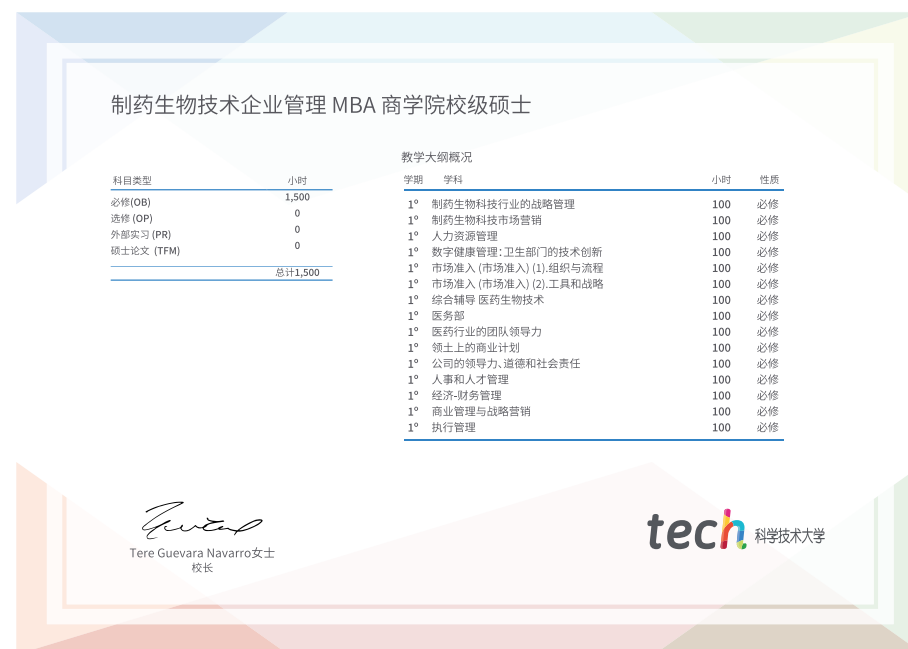 制药生物技术企业管理 MBA 商学院校级硕士
科目类型 小时
必修(OB) 1,500
选修 (OP) 0
外部实习 (PR) 0
硕士论文 (TFM) 0
总计1,500
教学大纲概况
学期 学科 小时 性质
1º 制药生物科技行业的战略管理 100 必修
1º 制药生物科技市场营销 100 必修
1º 人力资源管理 100 必修
1º 数字健康管理：卫生部门的技术创新 100 必修
1º 市场准入 (市场准入) (1).组织与流程 100 必修
1º 市场准入 (市场准入) (2).工具和战略 100 必修
1º 综合辅导 医药生物技术 100 必修
1º 医务部 100 必修
1º 医药行业的团队领导力 100 必修
1º 领土上的商业计划 100 必修
1º 公司的领导力、道德和社会责任 100 必修
1º 人事和人才管理 100 必修
1º 经济-财务管理 100 必修
1º 商业管理与战略营销 100 必修
1º 执行管理 100 必修
Tere Guevara Navarro女士
校长
tech 科学技术大学